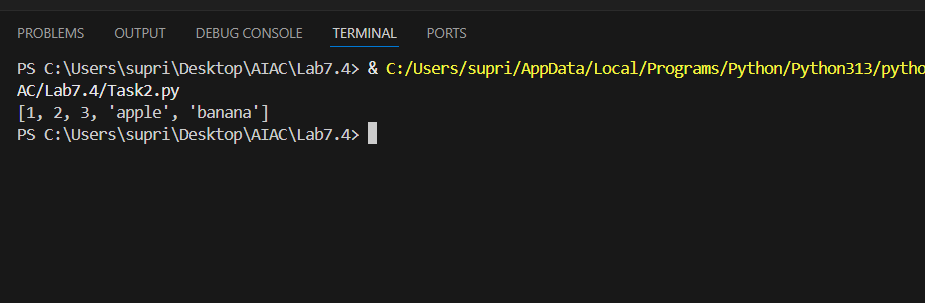 PROBLEMS OUTPUT DEBUG CONSOLE TERMINAL PORTS
PS C:\Users\supri\Desktop\AIAC\Lab7.4> & C:/Users/supri/AppData/Local/Programs/Python/Python313/pytho
AC/Lab7.4/Task2.py
[1, 2, 3, 'apple', 'banana']
PS C:\Users\supri\Desktop\AIAC\Lab7.4>